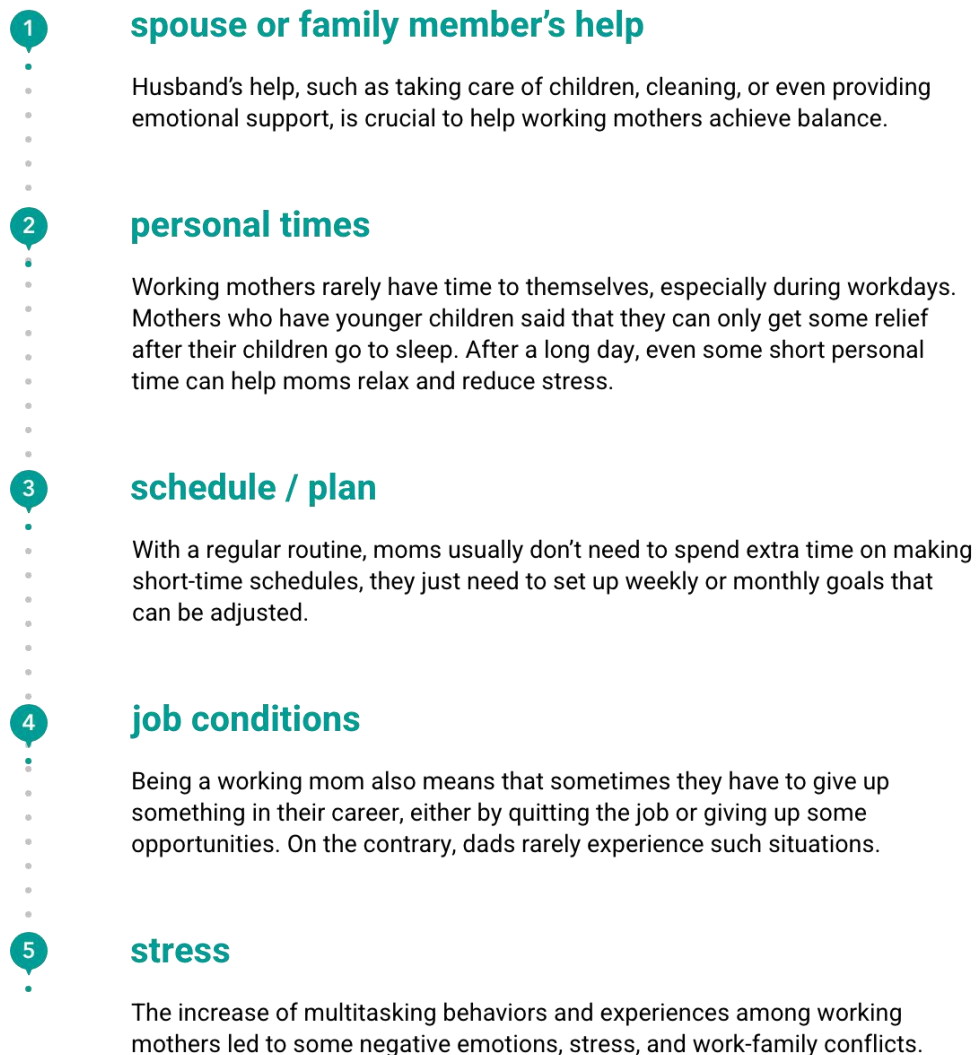 1
spouse or family member’s help
Husband’s help, such as taking care of children, cleaning, or even providing
emotional support, is crucial to help working mothers achieve balance.
2
personal times
Working mothers rarely have time to themselves, especially during workdays.
Mothers who have younger children said that they can only get some relief
after their children go to sleep. After a long day, even some short personal
time can help moms relax and reduce stress.
3
schedule / plan
With a regular routine, moms usually don’t need to spend extra time on making
short-time schedules, they just need to set up weekly or monthly goals that
can be adjusted.
4
job conditions
Being a working mom also means that sometimes they have to give up
something in their career, either by quitting the job or giving up some
opportunities. On the contrary, dads rarely experience such situations.
5
stress
The increase of multitasking behaviors and experiences among working
mothers led to some negative emotions, stress, and work-family conflicts.